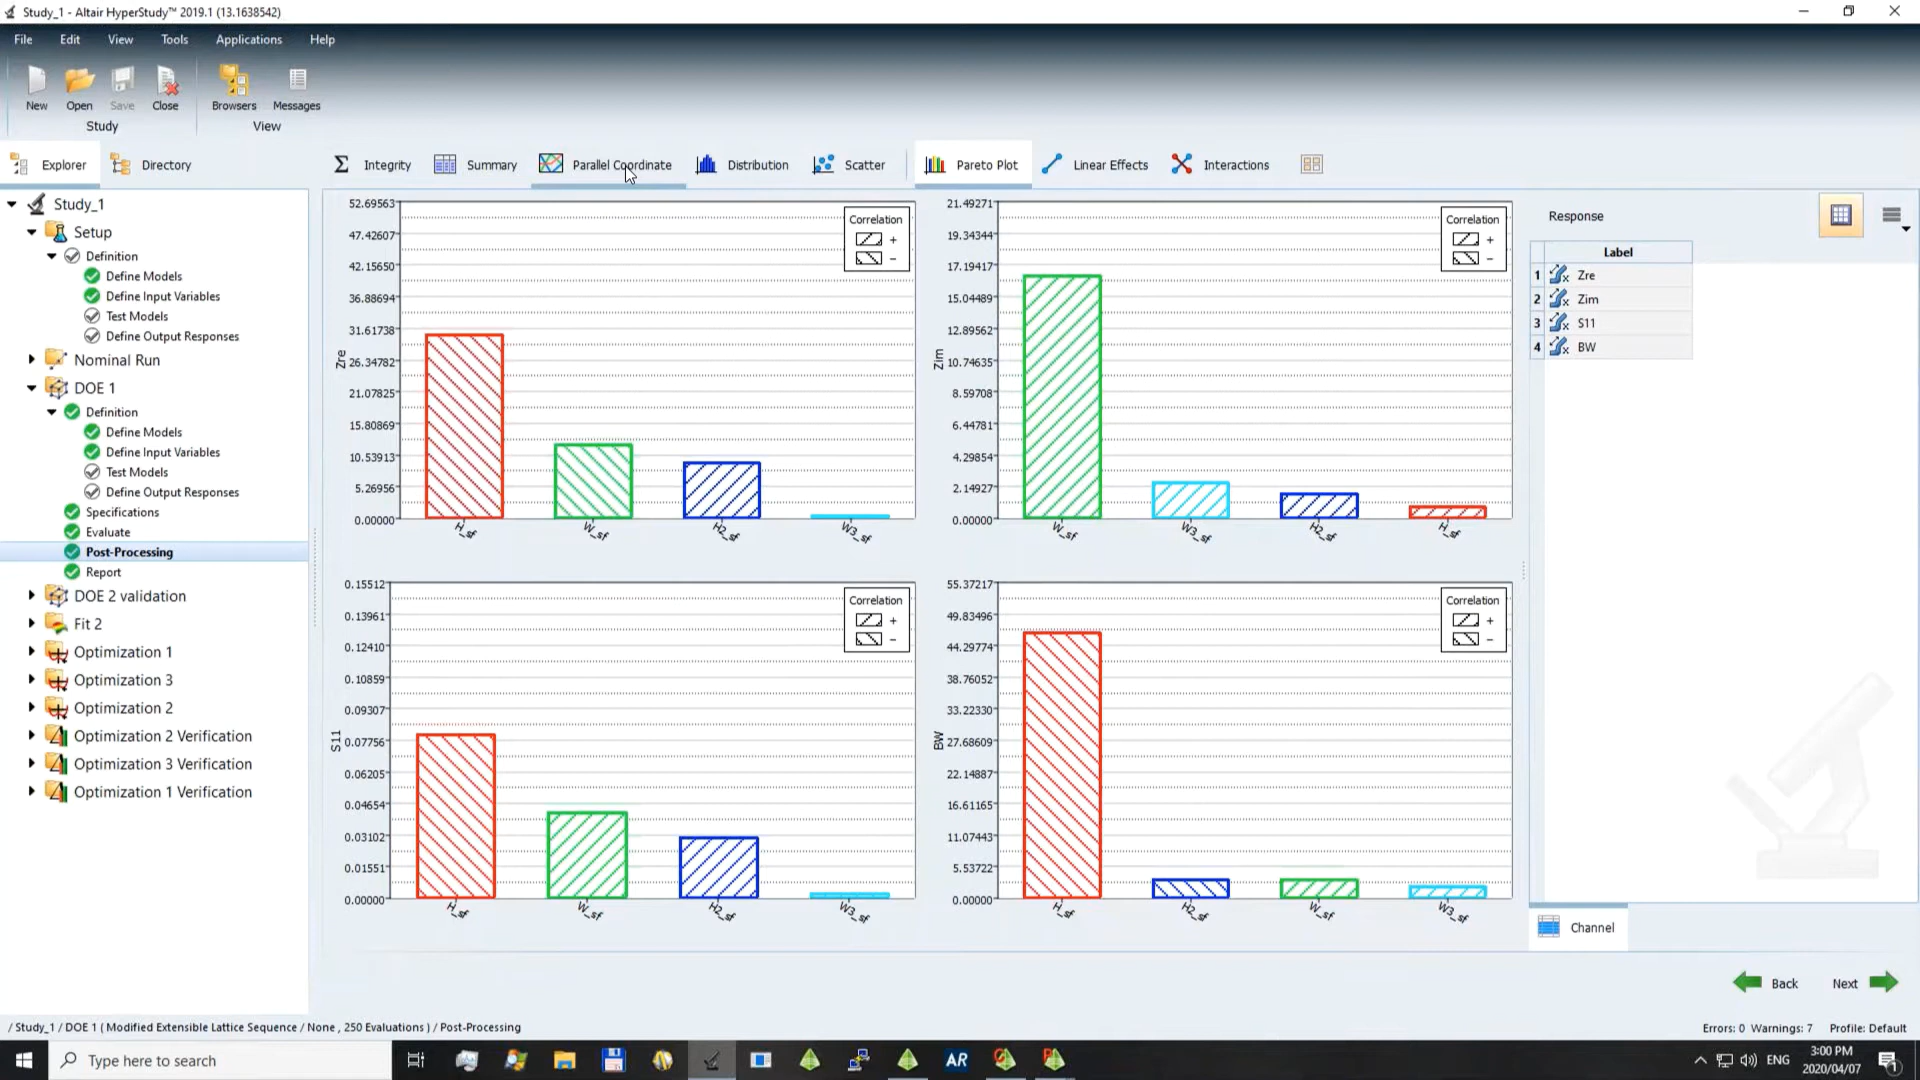 Study_1 - Altair HyperStudy™ 2019.1 (13.1638542)
File Edit View Tools Applications Help
New Open Save Close Browsers Messages
Study View
Explorer Directory Integrity Summary Parallel Coordinate Distribution Scatter Pareto Plot Linear Effects Interactions
Study_1
Setup
Definition
Define Models
Define Input Variables
Test Models
Define Output Responses
Nominal Run
DOE 1
Definition
Define Models
Define Input Variables
Test Models
Define Output Responses
Specifications
Evaluate
Post-Processing
Report
DOE 2 validation
Fit 2
Optimization 1
Optimization 3
Optimization 2
Optimization 2 Verification
Optimization 3 Verification
Optimization 1 Verification
Zre
52.69563
47.42607
42.15650
36.88694
31.61738
26.34782
21.07825
15.80869
10.53913
5.26956
0.00000
Correlation
+
-
H_sf W_sf H2_sf W3_sf
Zim
21.49271
19.34344
17.19417
15.04489
12.89562
10.74635
8.59708
6.44781
4.29854
2.14927
0.00000
Correlation
+
-
W_sf W3_sf H2_sf H_sf
S11
0.15512
0.13961
0.12410
0.10859
0.09307
0.07756
0.06205
0.04654
0.03102
0.01551
0.00000
Correlation
+
-
H_sf W_sf H2_sf W3_sf
BW
55.37217
49.83496
44.29774
38.76052
33.22330
27.68609
22.14887
16.61165
11.07443
5.53722
0.00000
Correlation
+
-
H_sf H2_sf W_sf W3_sf
Response
Label
1 Zre
2 Zim
3 S11
4 BW
Channel
Back Next
/ Study_1 / DOE 1 ( Modified Extensible Lattice Sequence / None , 250 Evaluations ) / Post-Processing
Errors: 0 Warnings: 7 Profile: Default
Type here to search
AR
ENG
3:00 PM
2020/04/07
1